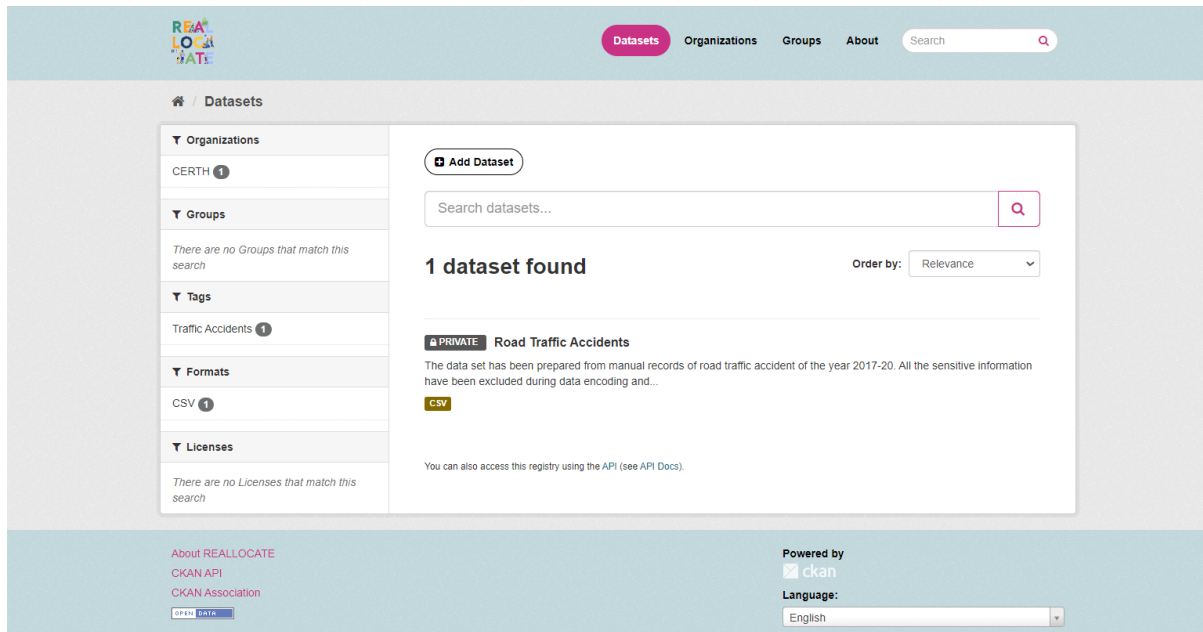 REAL
LOCA
ATE
Datasets
Organizations
Groups
About
Search
/ Datasets
Organizations
CERTH 1
Groups
There are no Groups that match this
search
Tags
Traffic Accidents 1
Formats
CSV 1
Licenses
There are no Licenses that match this
search
Add Dataset
Search datasets...
1 dataset found
Order by:
Relevance
PRIVATE Road Traffic Accidents
The data set has been prepared from manual records of road traffic accident of the year 2017-20. All the sensitive information
have been excluded during data encoding and...
CSV
You can also access this registry using the API (see API Docs).
About REALLOCATE
CKAN API
CKAN Association
OPEN DATA
Powered by
ckan
Language:
English